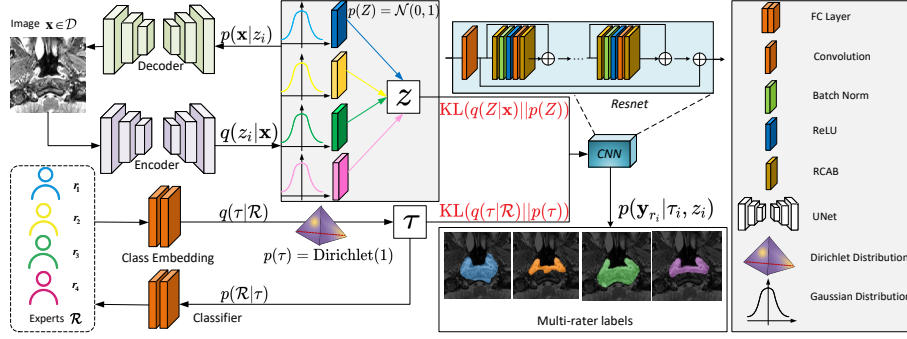 Image x∈𝒟
p(x|z_i)
Decoder
Encoder
q(z_i|x)
p(Z) = 𝒩(0,1)
z
KL(q(Z|x)||p(Z))
Resnet
CNN
p(y_{r_i}|τ_i, z_i)
r_1
r_2
r_3
r_4
Experts ℛ
q(τ|ℛ)
Class Embedding
p(τ) = Dirichlet(1)
τ
KL(q(τ|ℛ)||p(τ))
p(ℛ|τ)
Classifier
Multi-rater labels
FC Layer
Convolution
Batch Norm
ReLU
RCAB
UNet
Dirichlet Distribution
Gaussian Distribution